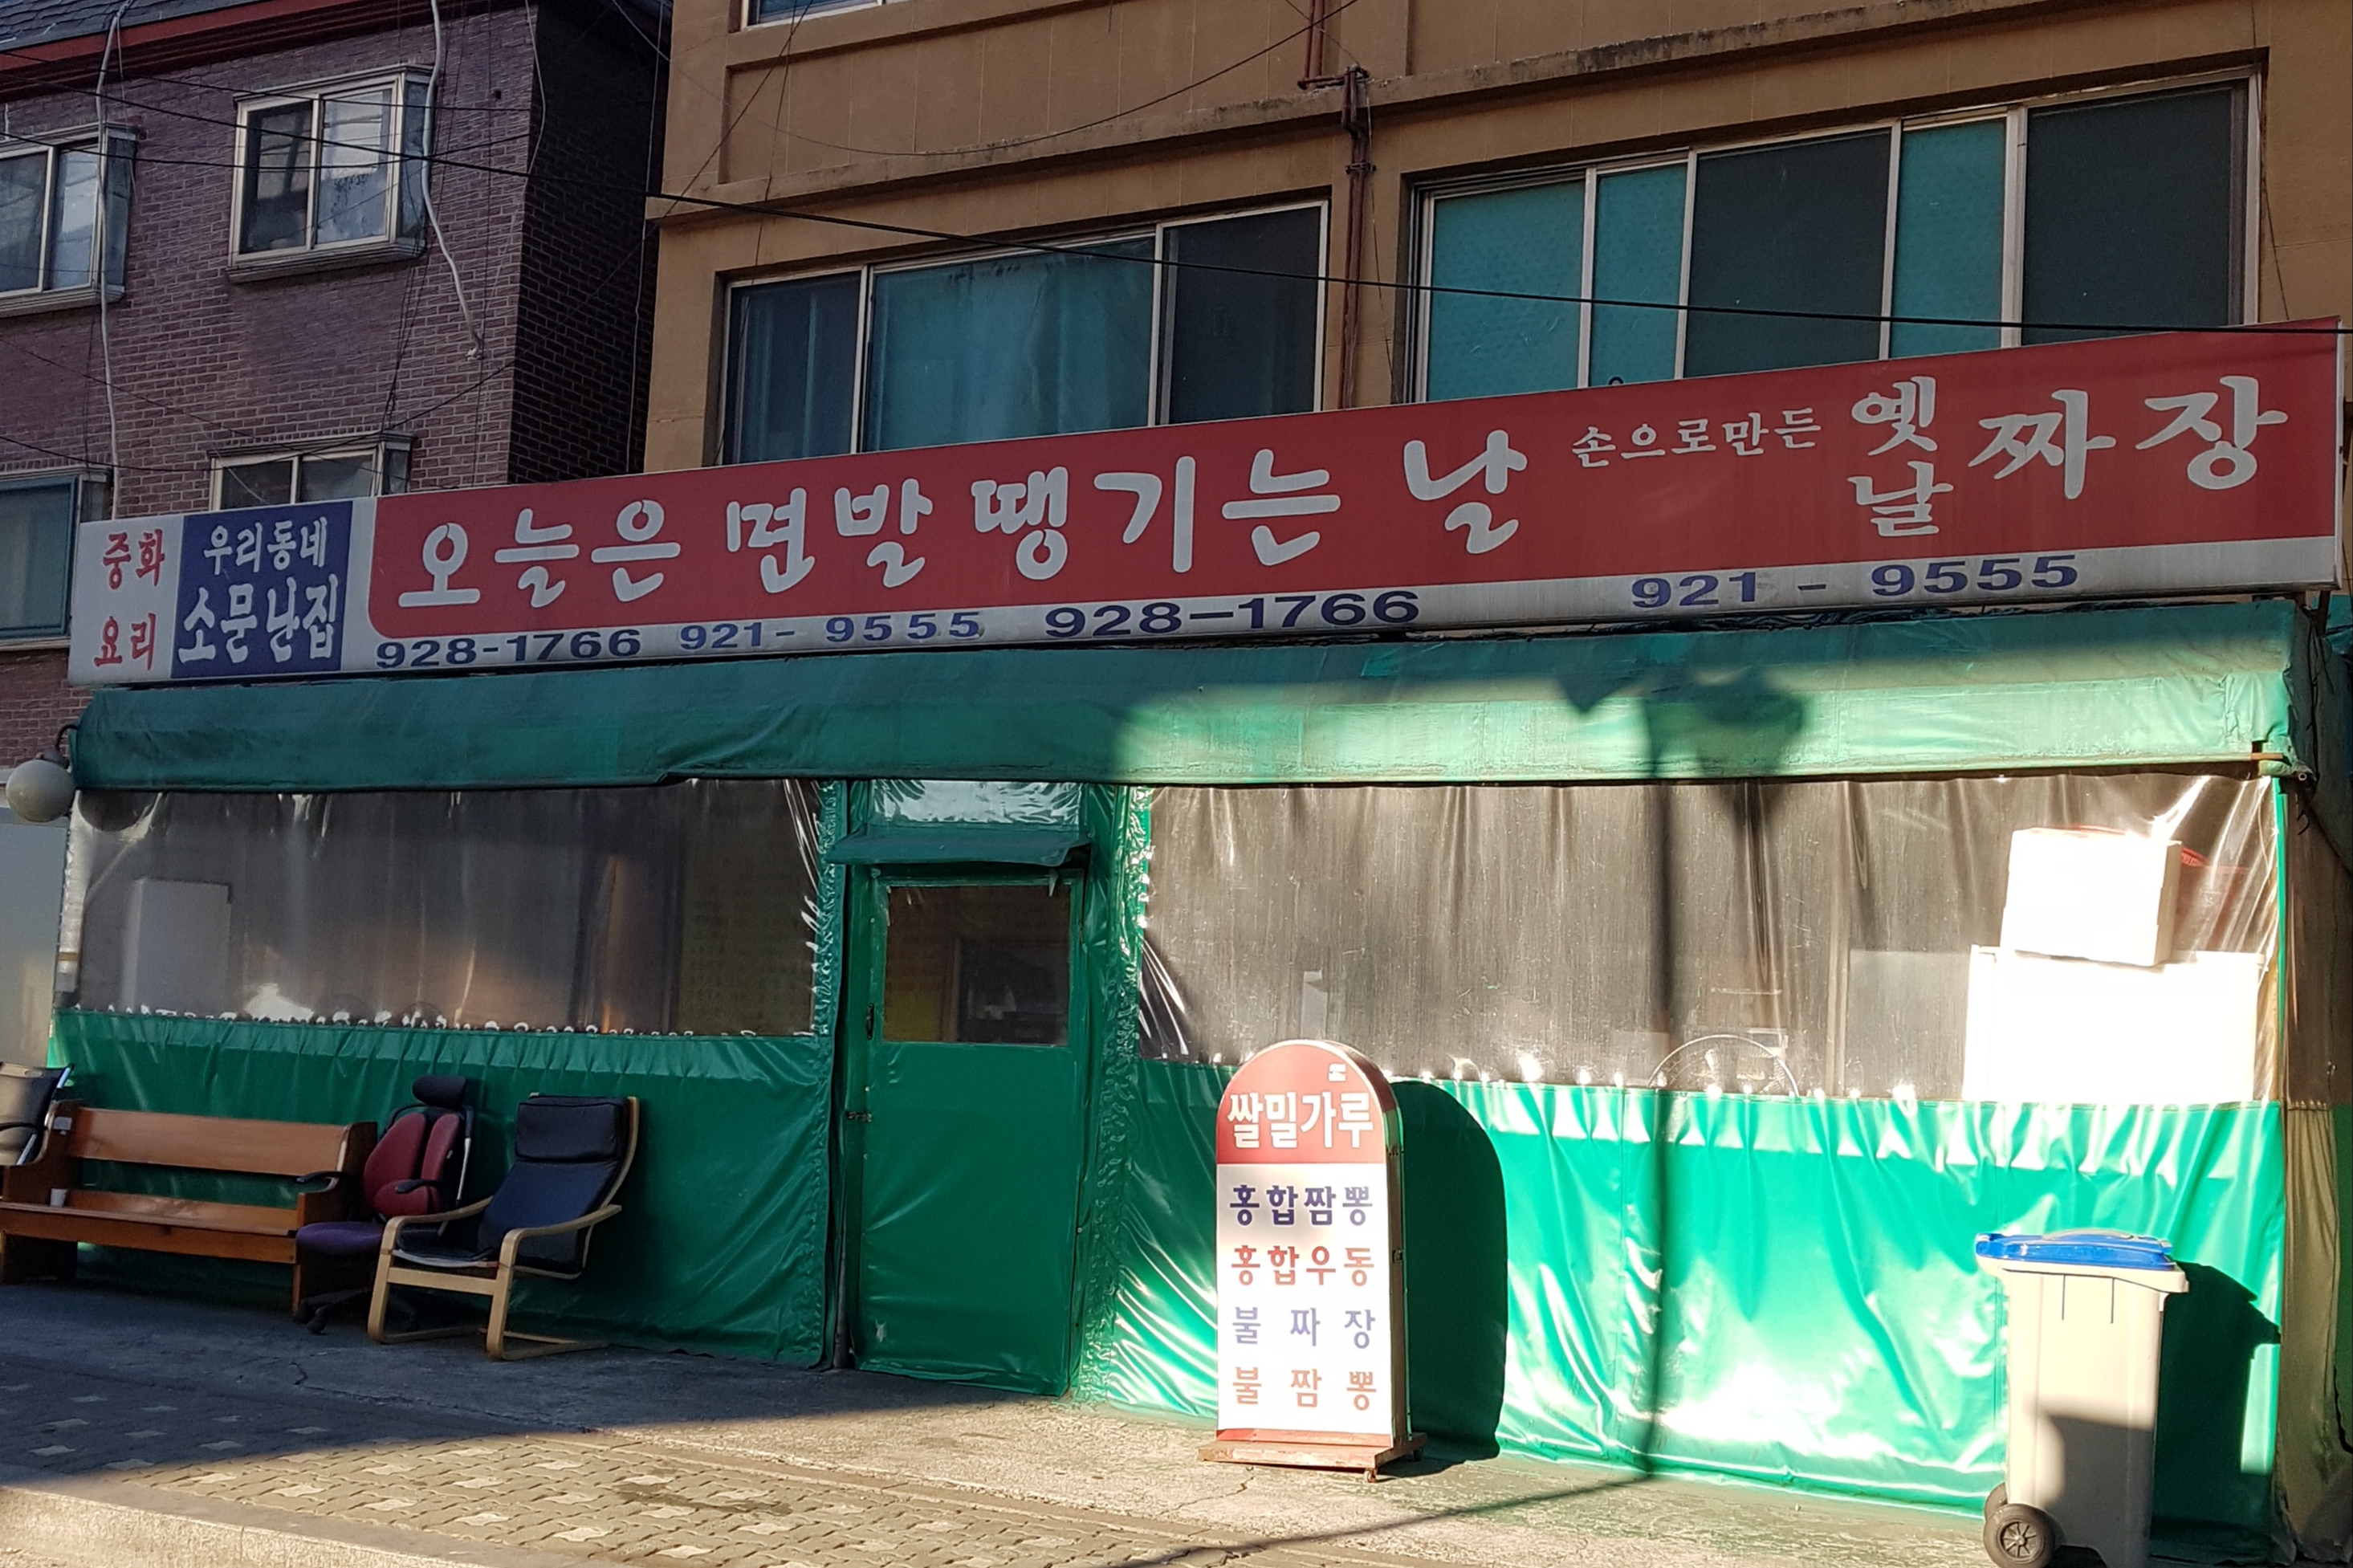 중화
요리
우리동네
소문난집
오늘은 면발 땡기는 날
손으로만든
옛날 짜장
928-1766 921-9555 928-1766 921-9555
쌀밀가루
홍합짬뽕
홍합우동
불짜장
불짬뽕